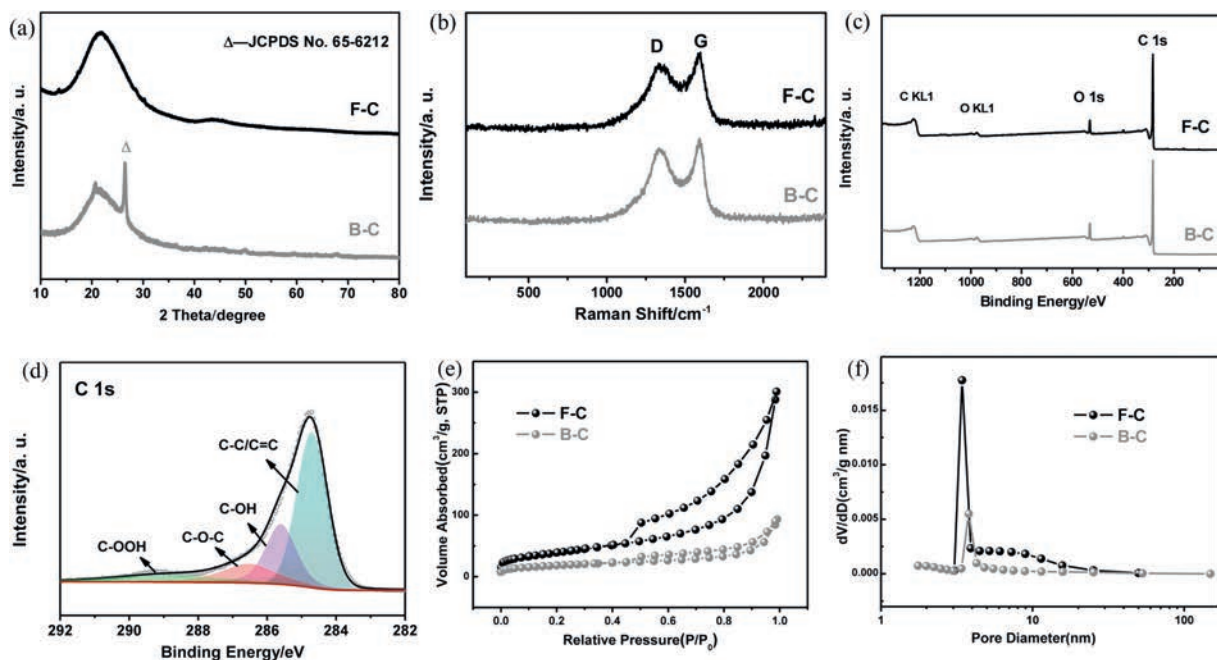 (a)
Δ—JCPDS No. 65-6212
F-C
Δ
B-C
Intensity/a. u.
10 20 30 40 50 60 70 80
2 Theta/degree
(b)
D G
F-C
B-C
Intensity/a. u.
500 1000 1500 2000
Raman Shift/cm⁻¹
(c)
C 1s
C KL1
O KL1
O 1s
F-C
B-C
Intensity/a. u.
1200 1000 800 600 400 200 0
Binding Energy/eV
(d)
C 1s
C-C/C=C
C-OH
C-O-C
C-OOH
Intensity/a. u.
292 290 288 286 284 282
Binding Energy/eV
(e)
300
200
100
0
F-C
B-C
Volume Absorbed(cm³/g, STP)
0.0 0.2 0.4 0.6 0.8 1.0
Relative Pressure(P/P₀)
(f)
0.015
0.010
0.005
0.000
F-C
B-C
dV/dD(cm³/g nm)
1 10 100
Pore Diameter(nm)